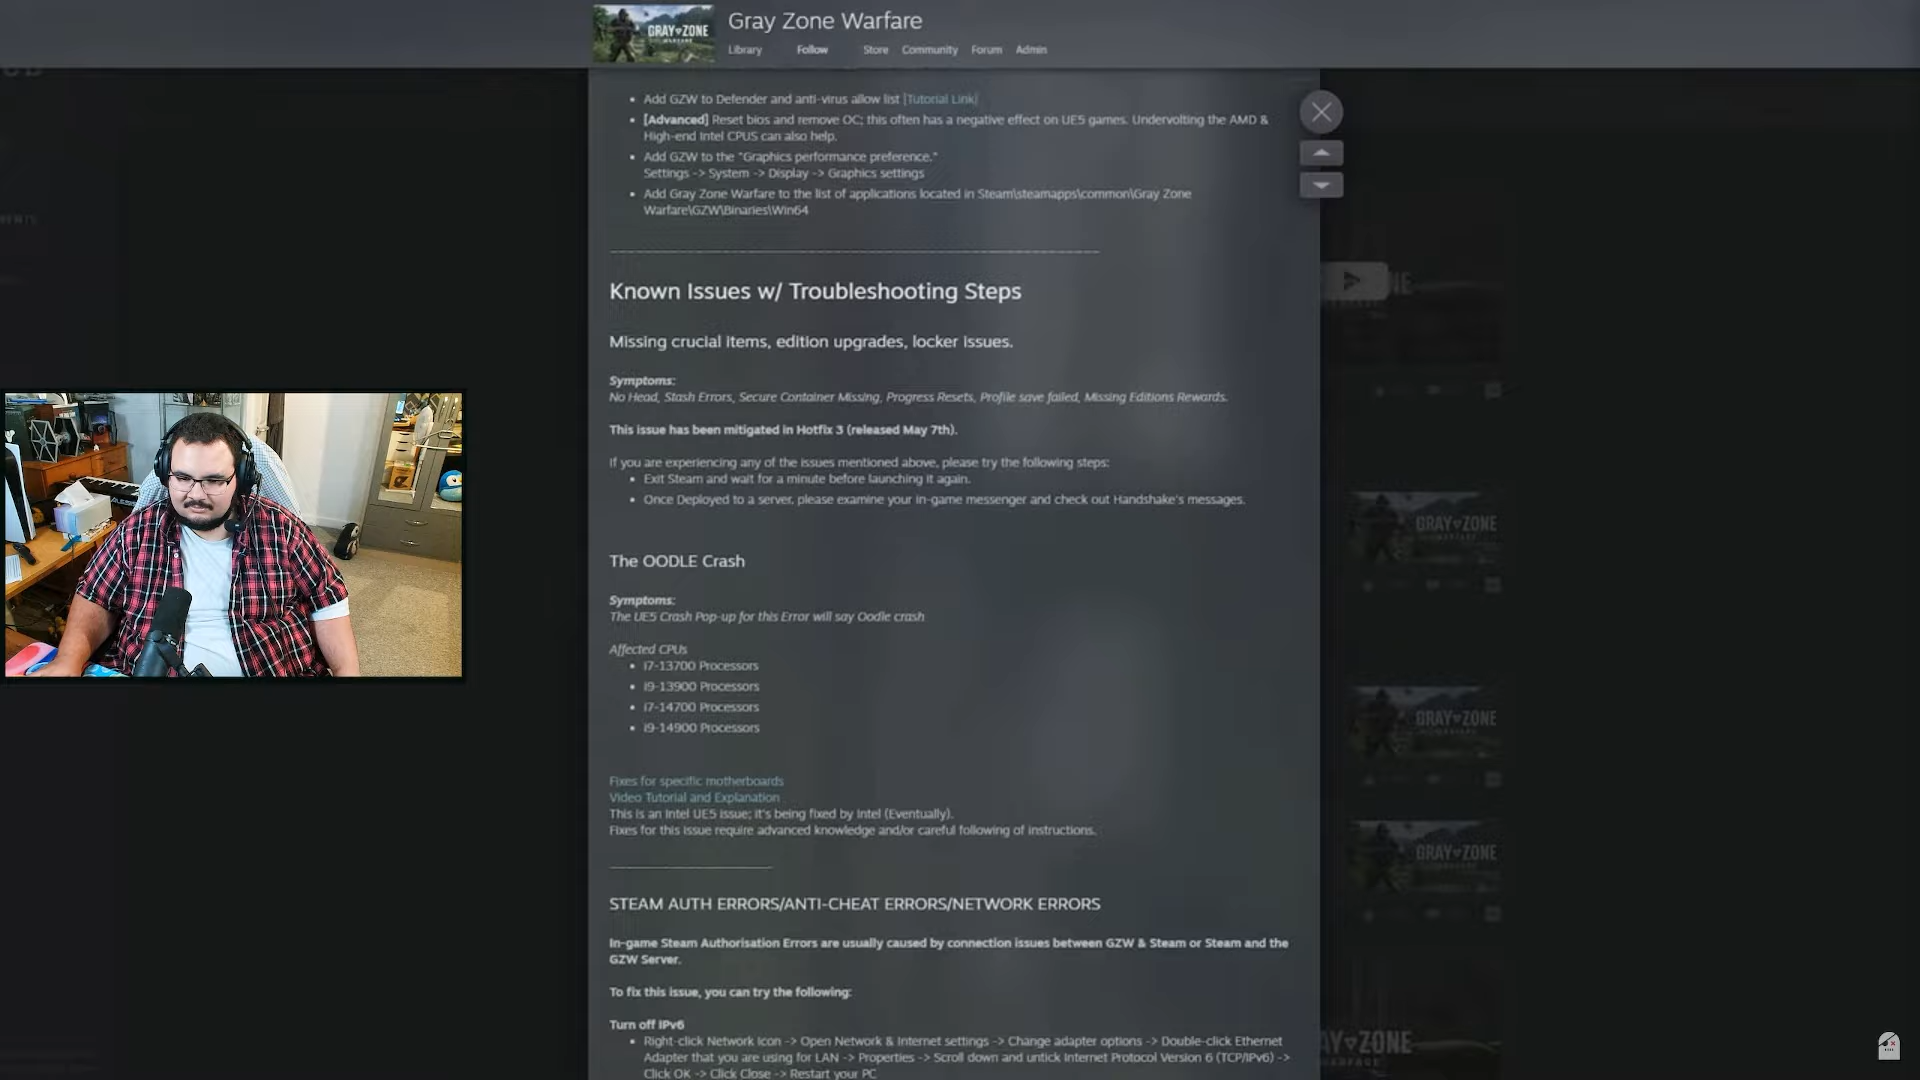 GRAY ZONE
WARFARE
Gray Zone Warfare
Library
Follow
Store
Community
Forum
Admin
Add GZW to Defender and anti-virus allow list [Tutorial Link]
[Advanced] Reset bios and remove OC; this often has a negative effect on UE5 games. Undervolting the AMD &
High-end Intel CPUS can also help.
Add GZW to the "Graphics performance preference."
Settings -> System -> Display -> Graphics settings
Add Gray Zone Warfare to the list of applications located in Steam\steamapps\common\Gray Zone
Warfare\GZW\Binaries\Win64
Known Issues w/ Troubleshooting Steps
Missing crucial items, edition upgrades, locker issues.
Symptoms:
No Head, Stash Errors, Secure Container Missing, Progress Resets, Profile save failed, Missing Editions Rewards.
This issue has been mitigated in Hotfix 3 (released May 7th).
If you are experiencing any of the issues mentioned above, please try the following steps:
Exit Steam and wait for a minute before launching it again.
Once Deployed to a server, please examine your in-game messenger and check out Handshake's messages.
The OODLE Crash
Symptoms:
The UE5 Crash Pop-up for this Error will say Oodle crash
Affected CPUs
i7-13700 Processors
i9-13900 Processors
i7-14700 Processors
i9-14900 Processors
Fixes for specific motherboards
Video Tutorial and Explanation
This is an Intel UE5 issue; it's being fixed by Intel (Eventually).
Fixes for this issue require advanced knowledge and/or careful following of instructions.
STEAM AUTH ERRORS/ANTI-CHEAT ERRORS/NETWORK ERRORS
In-game Steam Authorisation Errors are usually caused by connection issues between GZW & Steam or Steam and the
GZW Server.
To fix this issue, you can try the following:
Turn off IPv6
Right-click Network Icon -> Open Network & Internet settings -> Change adapter options -> Double-click Ethernet
Adapter that you are using for LAN -> Properties -> Scroll down and untick Internet Protocol Version 6 (TCP/IPv6) ->
Click OK -> Click Close -> Restart your PC
GRAY ZONE
GRAY ZONE
GRAY ZONE
AY ZONE